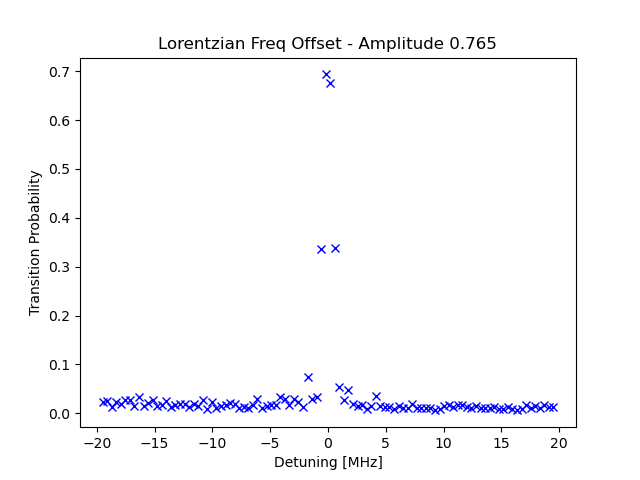 Lorentzian Freq Offset - Amplitude 0.765
0.7
0.6
0.5
0.4
0.3
0.2
0.1
0.0
Transition Probability
−20 −15 −10 −5 0 5 10 15 20
Detuning [MHz]